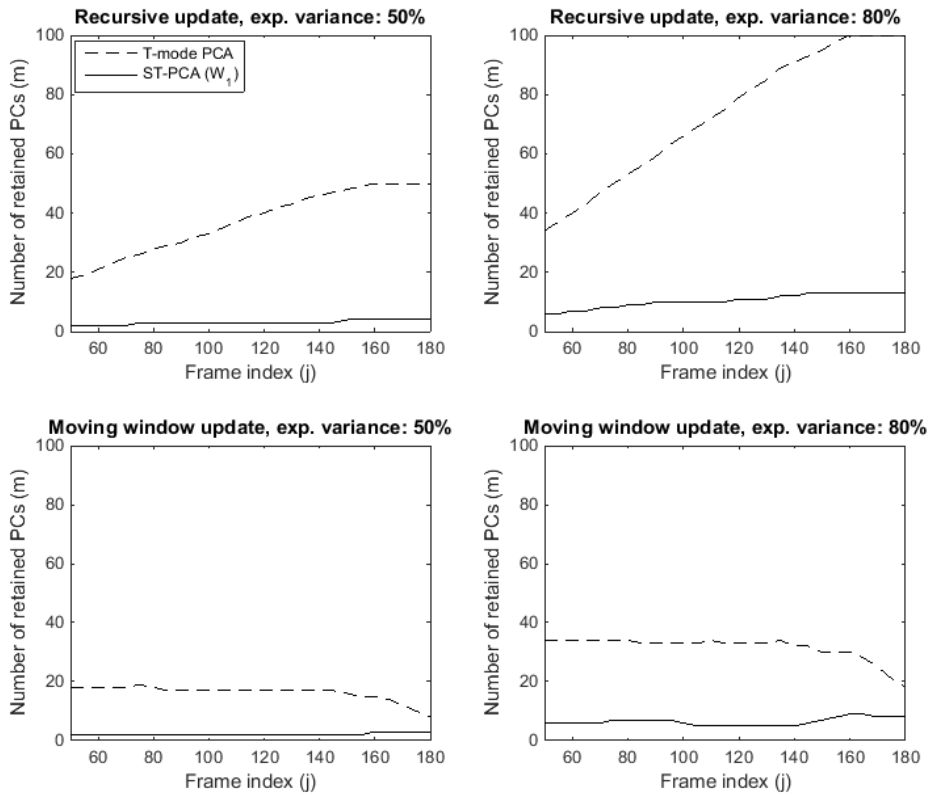 Recursive update, exp. variance: 50%
Number of retained PCs (m)
100
80
60
40
20
0
T-mode PCA
ST-PCA (W1)
60 80 100 120 140 160 180
Frame index (j)
Recursive update, exp. variance: 80%
Number of retained PCs (m)
100
80
60
40
20
0
60 80 100 120 140 160 180
Frame index (j)
Moving window update, exp. variance: 50%
Number of retained PCs (m)
100
80
60
40
20
0
60 80 100 120 140 160 180
Frame index (j)
Moving window update, exp. variance: 80%
Number of retained PCs (m)
100
80
60
40
20
0
60 80 100 120 140 160 180
Frame index (j)